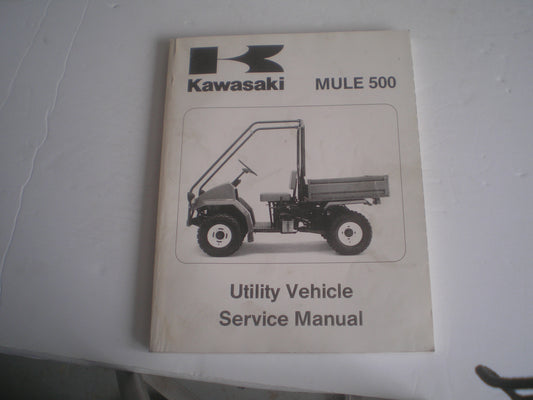 Kawasaki MULE 500
Utility Vehicle
Service Manual